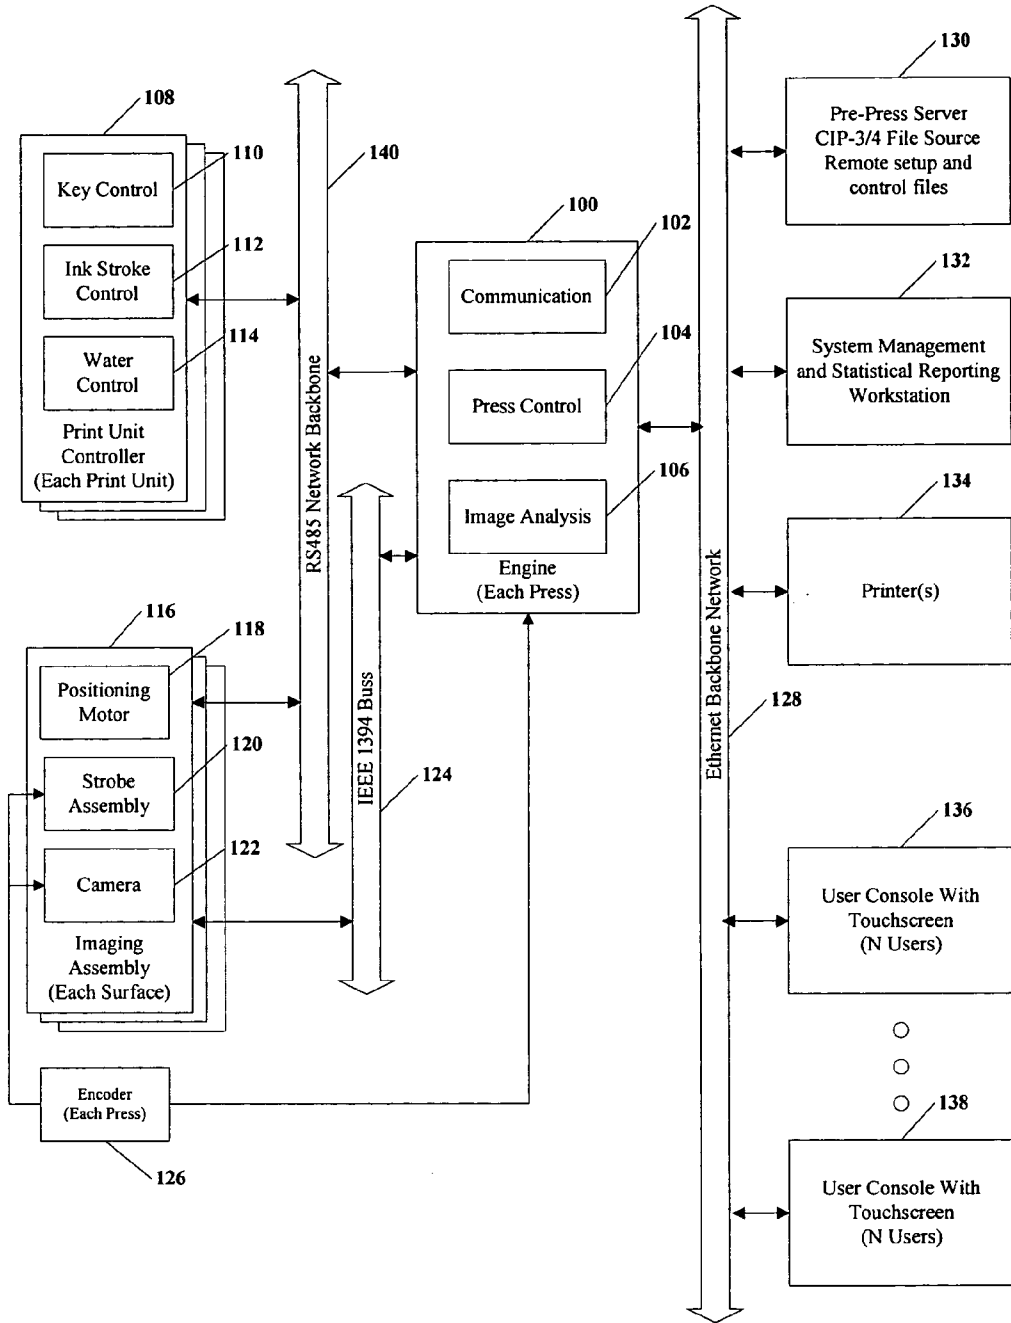 108
110
Key Control
112
Ink Stroke
Control
114
Water
Control
Print Unit
Controller
(Each Print Unit)
140
RS485 Network Backbone
100
102
Communication
104
Press Control
106
Image Analysis
Engine
(Each Press)
116
118
Positioning
Motor
120
Strobe
Assembly
122
Camera
Imaging
Assembly
(Each Surface)
124
IEEE 1394 Buss
Encoder
(Each Press)
126
Ethernet Backbone Network
128
130
Pre-Press Server
CIP-3/4 File Source
Remote setup and
control files
132
System Management
and Statistical Reporting
Workstation
134
Printer(s)
136
User Console With
Touchscreen
(N Users)
138
User Console With
Touchscreen
(N Users)